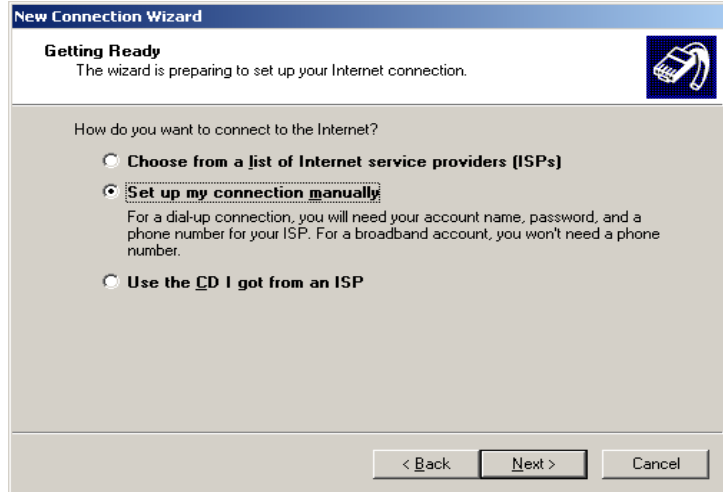 New Connection Wizard
Getting Ready
The wizard is preparing to set up your Internet connection.
How do you want to connect to the Internet?
Choose from a list of Internet service providers (ISPs)
Set up my connection manually
For a dial-up connection, you will need your account name, password, and a
phone number for your ISP. For a broadband account, you won't need a phone
number.
Use the CD I got from an ISP
< Back Next > Cancel